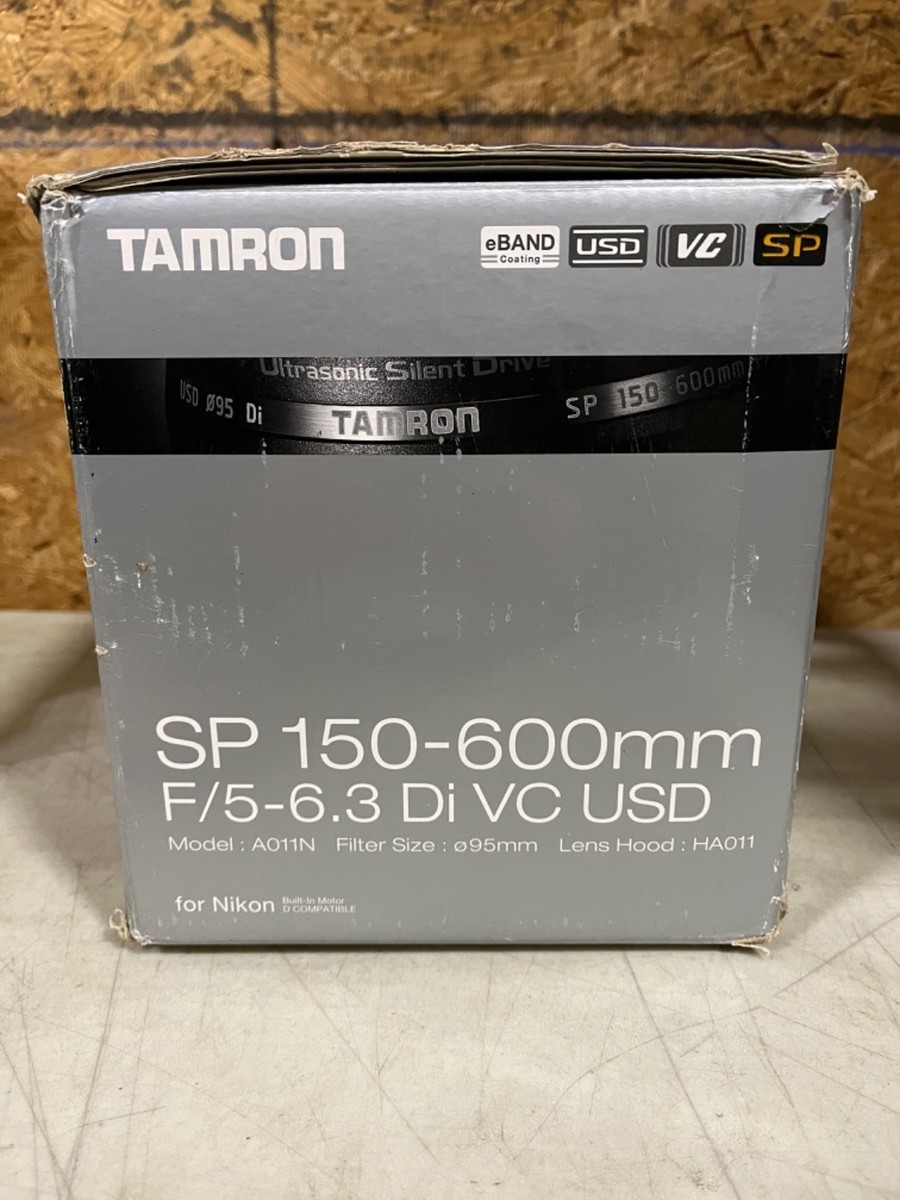 TAMRON
eBAND
Coating
USD
VC
SP
Ultrasonic Silent Drive
USD ø95 Di
TAMRON
SP 150-600mm
SP 150-600mm
F/5-6.3 Di VC USD
Model : A011N Filter Size : ø95mm Lens Hood : HA011
for Nikon
Built-In Motor
D COMPATIBLE